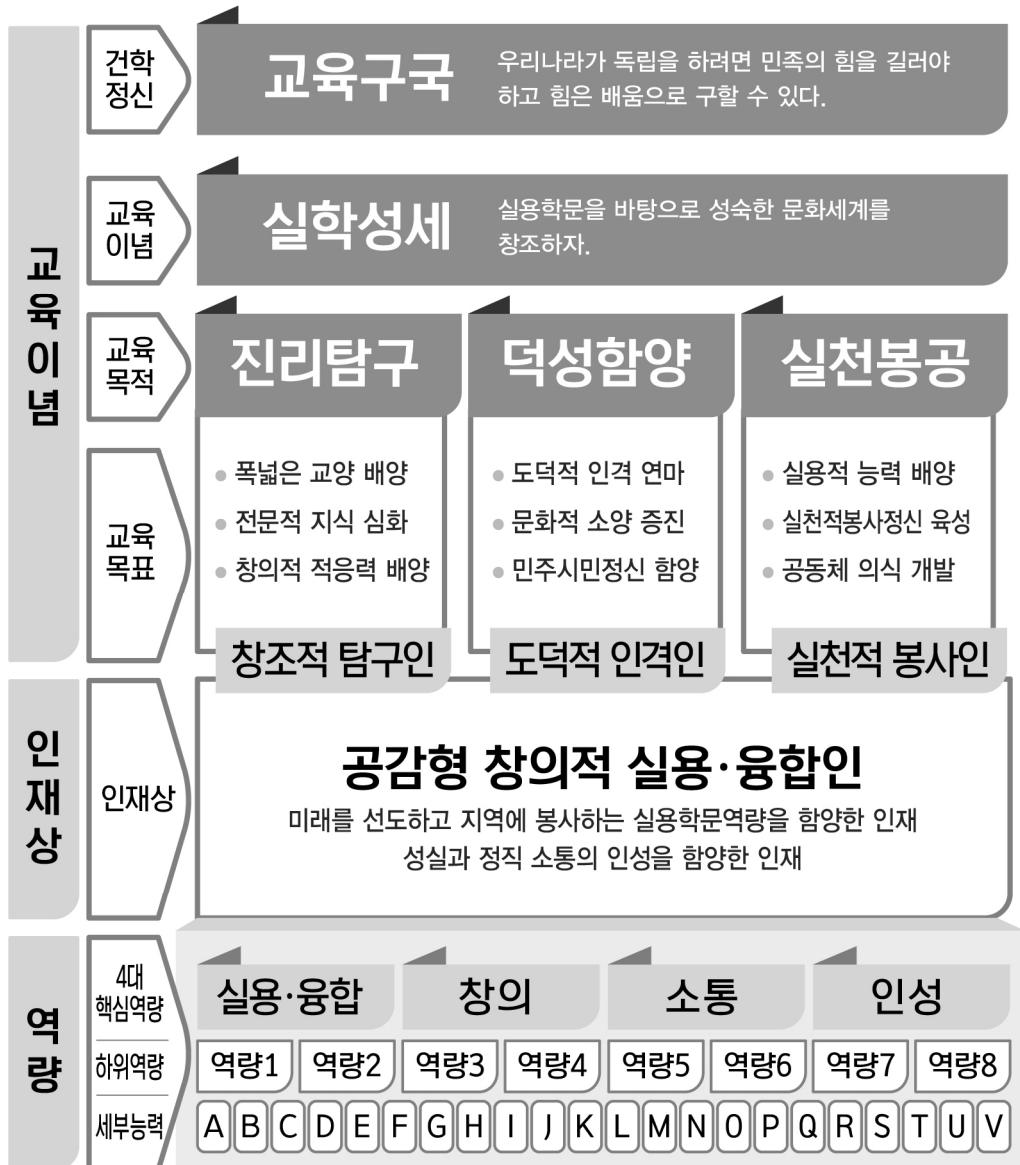 교육이념
건학
정신
교육구국
우리나라가 독립을 하려면 민족의 힘을 길러야
하고 힘은 배움으로 구할 수 있다.
교육
이념
실학성세
실용학문을 바탕으로 성숙한 문화세계를
창조하자.
교육
목적
진리탐구
덕성함양
실천봉공
교육
목표
폭넓은 교양 배양
전문적 지식 심화
창의적 적응력 배양
창조적 탐구인
도덕적 인격 연마
문화적 소양 증진
민주시민정신 함양
도덕적 인격인
실용적 능력 배양
실천적봉사정신 육성
공동체 의식 개발
실천적 봉사인
인재상
인재상
공감형 창의적 실용·융합인
미래를 선도하고 지역에 봉사하는 실용학문역량을 함양한 인재
성실과 정직 소통의 인성을 함양한 인재
역량
4대
핵심역량
실용·융합 창의 소통 인성
하위역량
역량1 역량2 역량3 역량4 역량5 역량6 역량7 역량8
세부능력
A B C D E F G H I J K L M N O P Q R S T U V